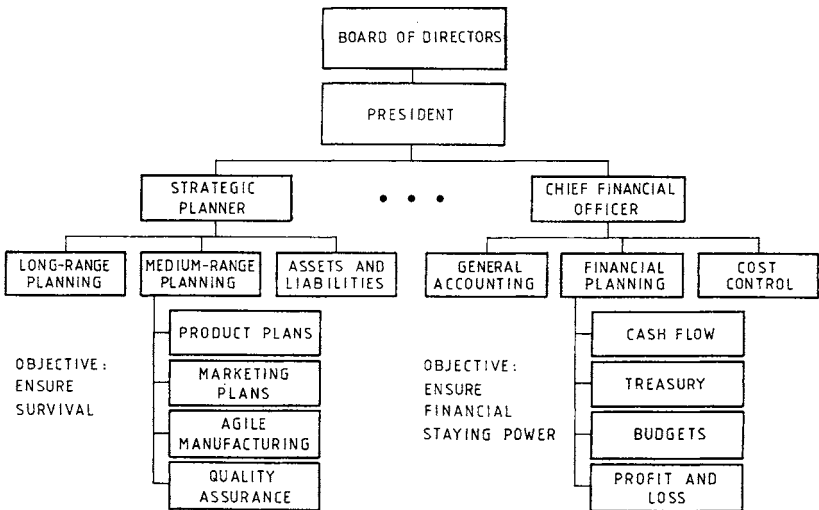 BOARD OF DIRECTORS
PRESIDENT
STRATEGIC
PLANNER
CHIEF FINANCIAL
OFFICER
LONG-RANGE
PLANNING
MEDIUM-RANGE
PLANNING
ASSETS AND
LIABILITIES
GENERAL
ACCOUNTING
FINANCIAL
PLANNING
COST
CONTROL
OBJECTIVE:
ENSURE
SURVIVAL
PRODUCT PLANS
MARKETING
PLANS
AGILE
MANUFACTURING
QUALITY
ASSURANCE
OBJECTIVE:
ENSURE
FINANCIAL
STAYING POWER
CASH FLOW
TREASURY
BUDGETS
PROFIT AND
LOSS